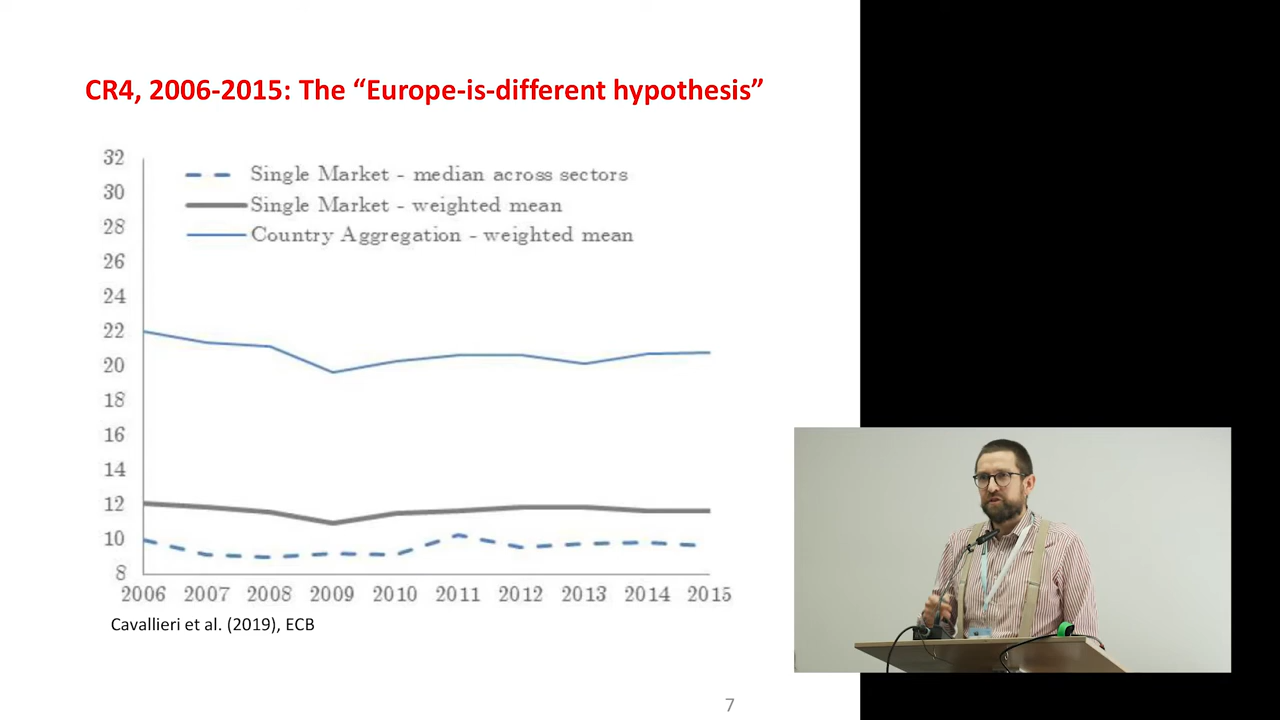 CR4, 2006-2015: The “Europe-is-different hypothesis”
32
30
28
26
24
22
20
18
16
14
12
10
8
Single Market - median across sectors
Single Market - weighted mean
Country Aggregation - weighted mean
2006 2007 2008 2009 2010 2011 2012 2013 2014 2015
Cavallieri et al. (2019), ECB
7